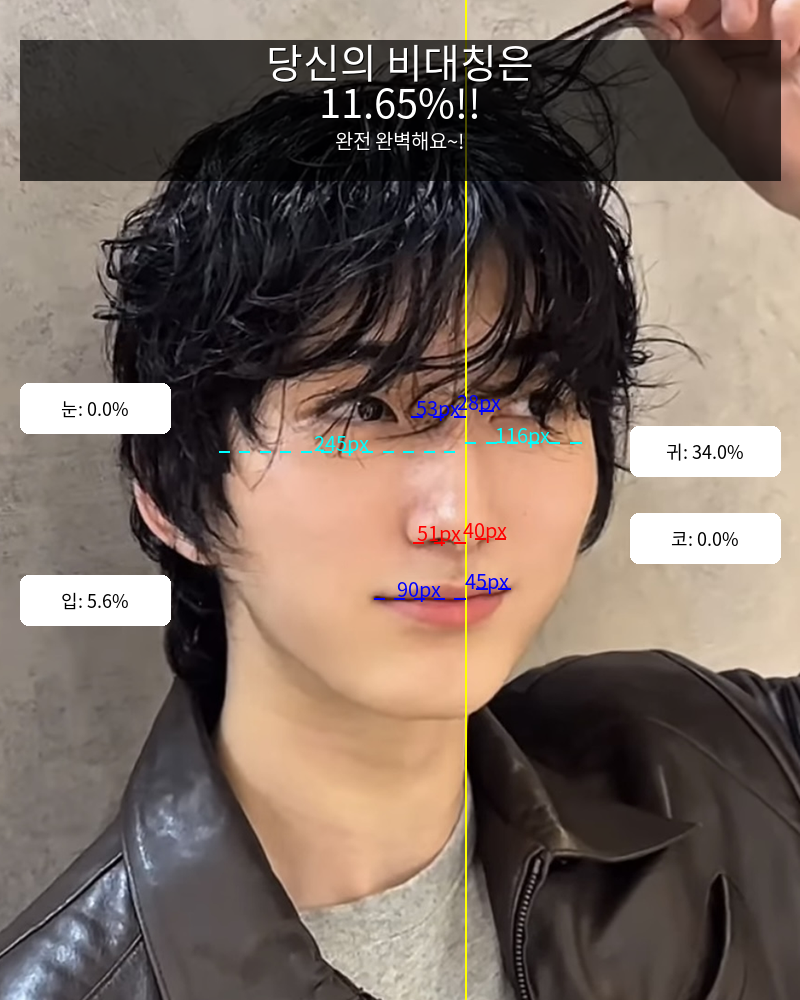 당신의 비대칭은
11.65%!!
완전 완벽해요~!
눈: 0.0%
53px
28px
245px
116px
귀: 34.0%
51px
40px
코: 0.0%
입: 5.6%
90px
45px